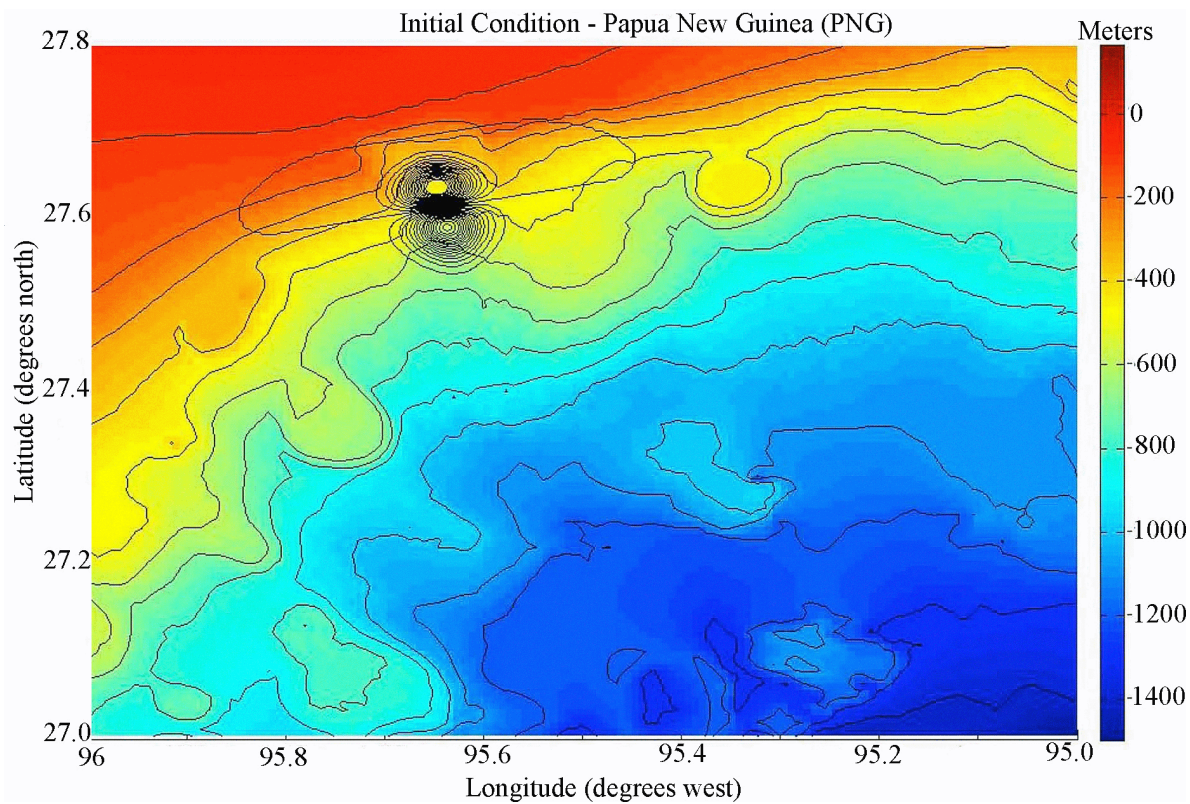 Initial Condition - Papua New Guinea (PNG)
Meters
27.8
27.6
27.4
27.2
27.0
Latitude (degrees north)
96 95.8 95.6 95.4 95.2 95.0
Longitude (degrees west)
0
-200
-400
-600
-800
-1000
-1200
-1400